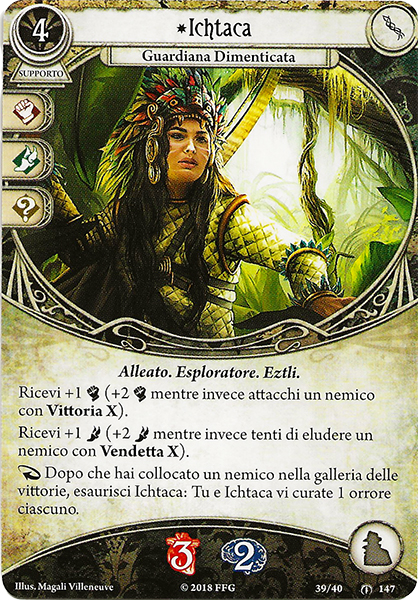 4
*Ichtaca
SUPPORTO
Guardiana Dimenticata
?
Alleato. Esploratore. Eztli.
Ricevi +1 (+2 mentre invece attacchi un nemico
con Vittoria X).
Ricevi +1 (+2 mentre invece tenti di eludere un
nemico con Vendetta X).
Dopo che hai collocato un nemico nella galleria delle
vittorie, esaurisci Ichtaca: Tu e Ichtaca vi curate 1 orrore
ciascuno.
3 2
Illus. Magali Villeneuve © 2018 FFG 39/40 147